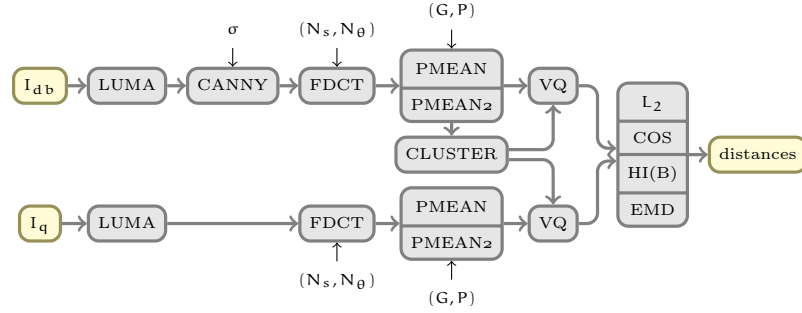 (G, P)
σ
(Nₛ, N_θ)
PMEAN
I_db
LUMA
CANNY
FDCT
VQ
PMEAN2
L₂
COS
CLUSTER
distances
HI(B)
PMEAN
EMD
I_q
LUMA
FDCT
VQ
PMEAN2
(Nₛ, N_θ)
(G, P)